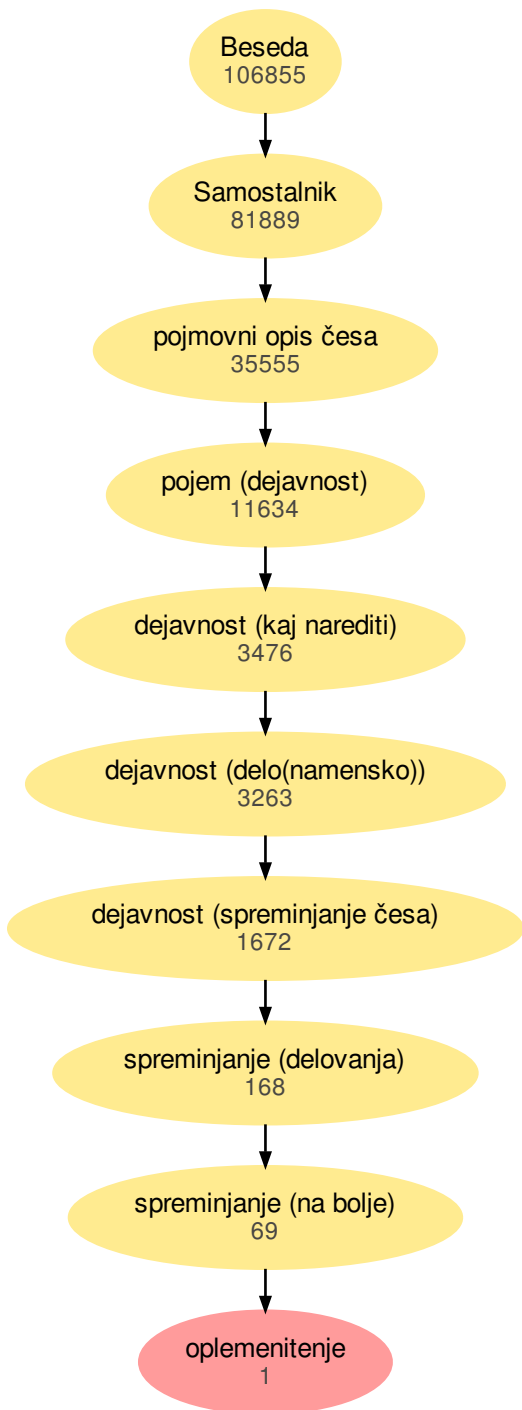 Beseda
106855
Samostalnik
81889
pojmovni opis česa
35555
pojem (dejavnost)
11634
dejavnost (kaj narediti)
3476
dejavnost (delo(namensko))
3263
dejavnost (spreminjanje česa)
1672
spreminjanje (delovanja)
168
spreminjanje (na bolje)
69
oplemenitenje
1